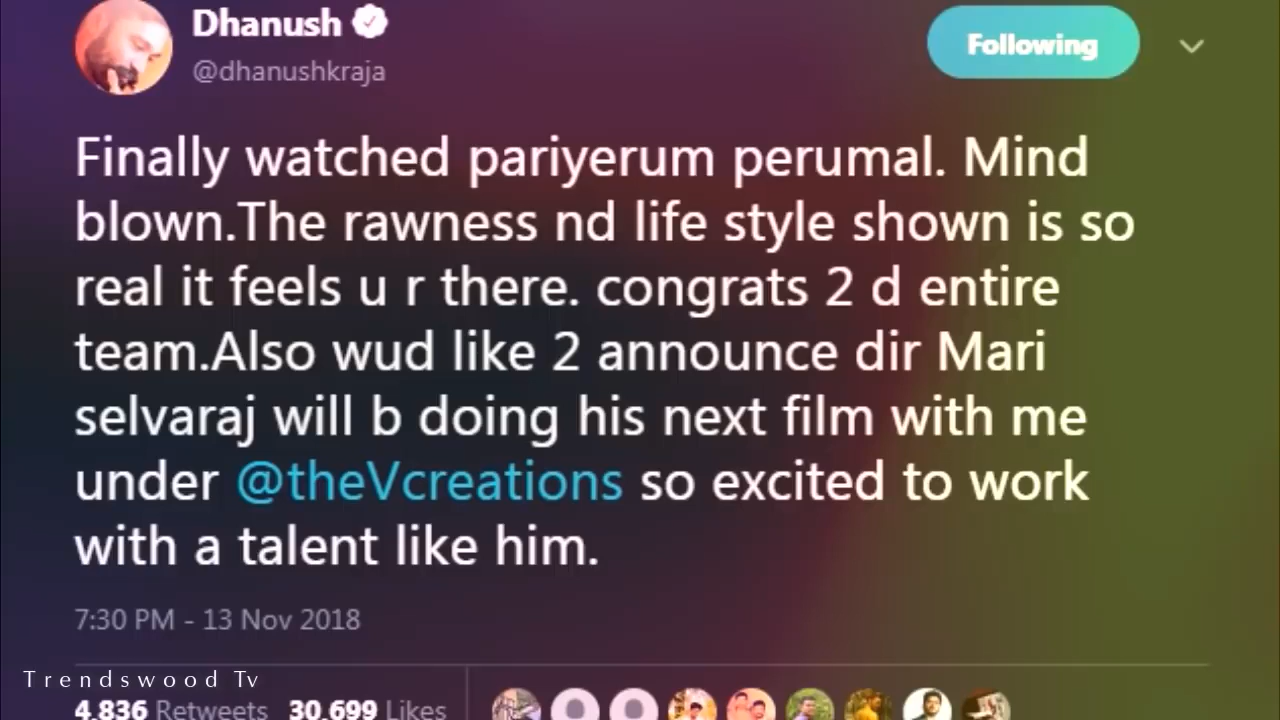 Dhanush
@dhanushkraja
Following
Finally watched pariyerum perumal. Mind
blown.The rawness nd life style shown is so
real it feels u r there. congrats 2 d entire
team.Also wud like 2 announce dir Mari
selvaraj will b doing his next film with me
under @theVcreations so excited to work
with a talent like him.
7:30 PM - 13 Nov 2018
Trendswood Tv
4,836 Retweets 30,699 Likes